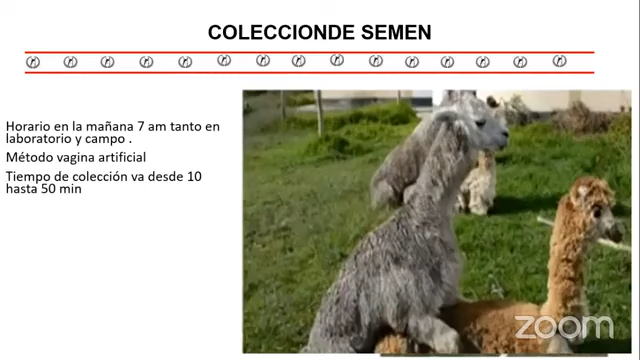 COLECCIONDE SEMEN
Horario en la mañana 7 am tanto en
laboratorio y campo .
Método vagina artificial
Tiempo de colección va desde 10
hasta 50 min
zoom